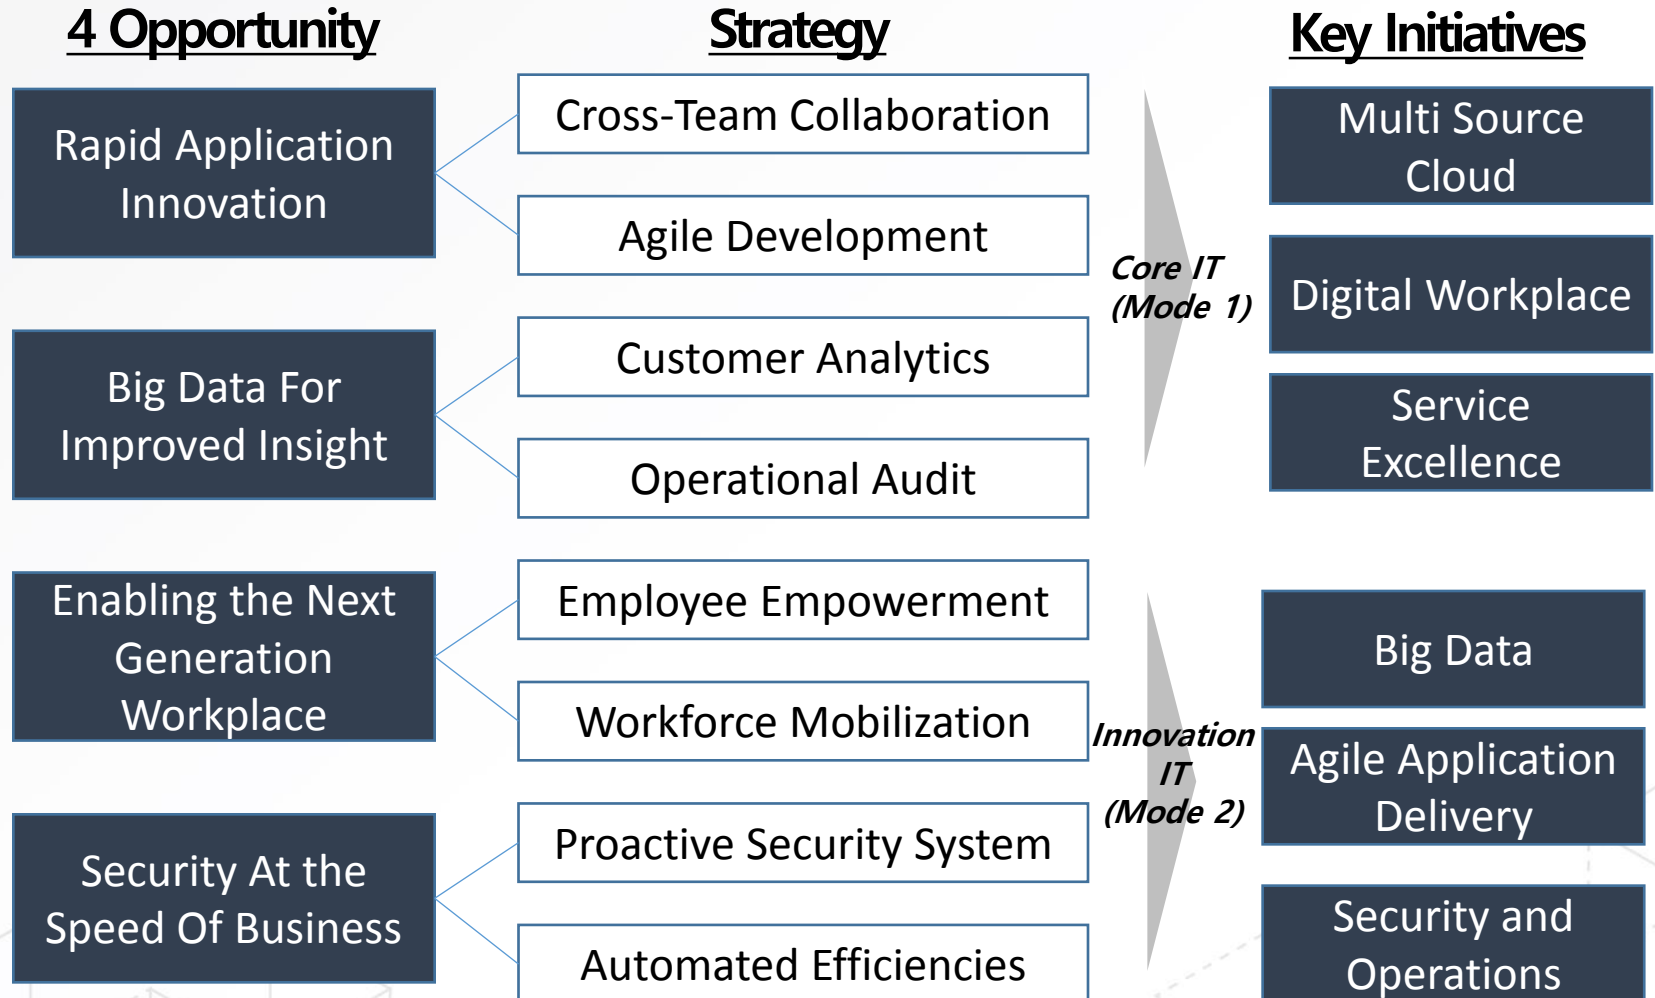 4 Opportunity
Strategy
Key Initiatives
Rapid Application
Innovation
Cross-Team Collaboration
Agile Development
Big Data For
Improved Insight
Customer Analytics
Operational Audit
Enabling the Next
Generation
Workplace
Employee Empowerment
Workforce Mobilization
Security At the
Speed Of Business
Proactive Security System
Automated Efficiencies
Core IT
(Mode 1)
Innovation
IT
(Mode 2)
Multi Source
Cloud
Digital Workplace
Service
Excellence
Big Data
Agile Application
Delivery
Security and
Operations